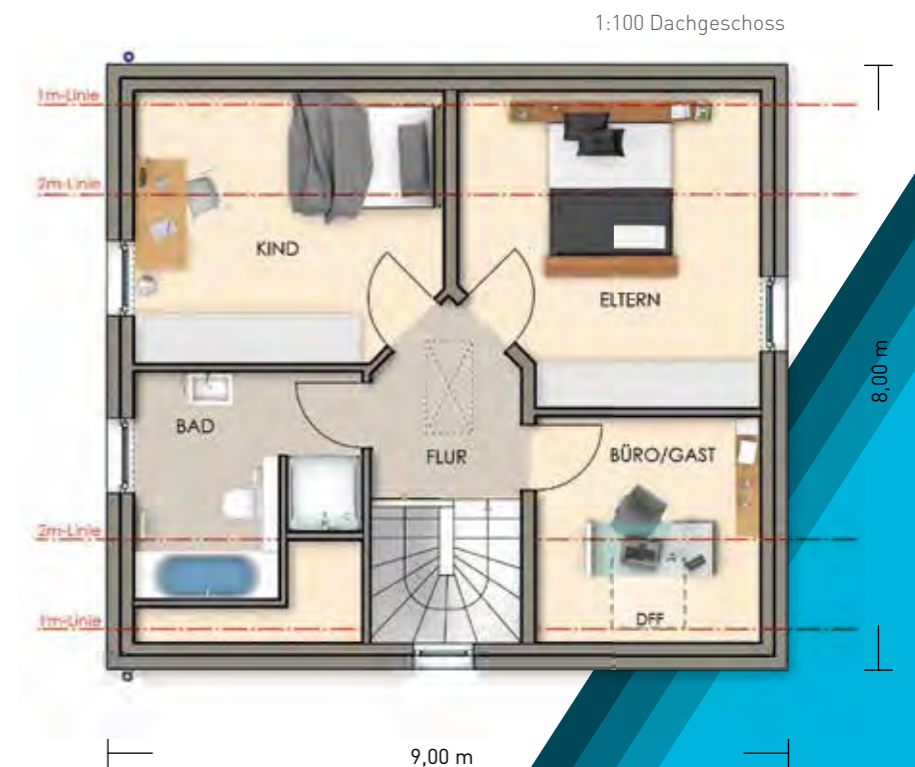 1:100 Dachgeschoss
1m-Linie
2m-Linie
KIND
ELTERN
8,00 m
BAD
FLUR
BÜRO/GAST
2m-Linie
1m-Linie
DFF
9,00 m